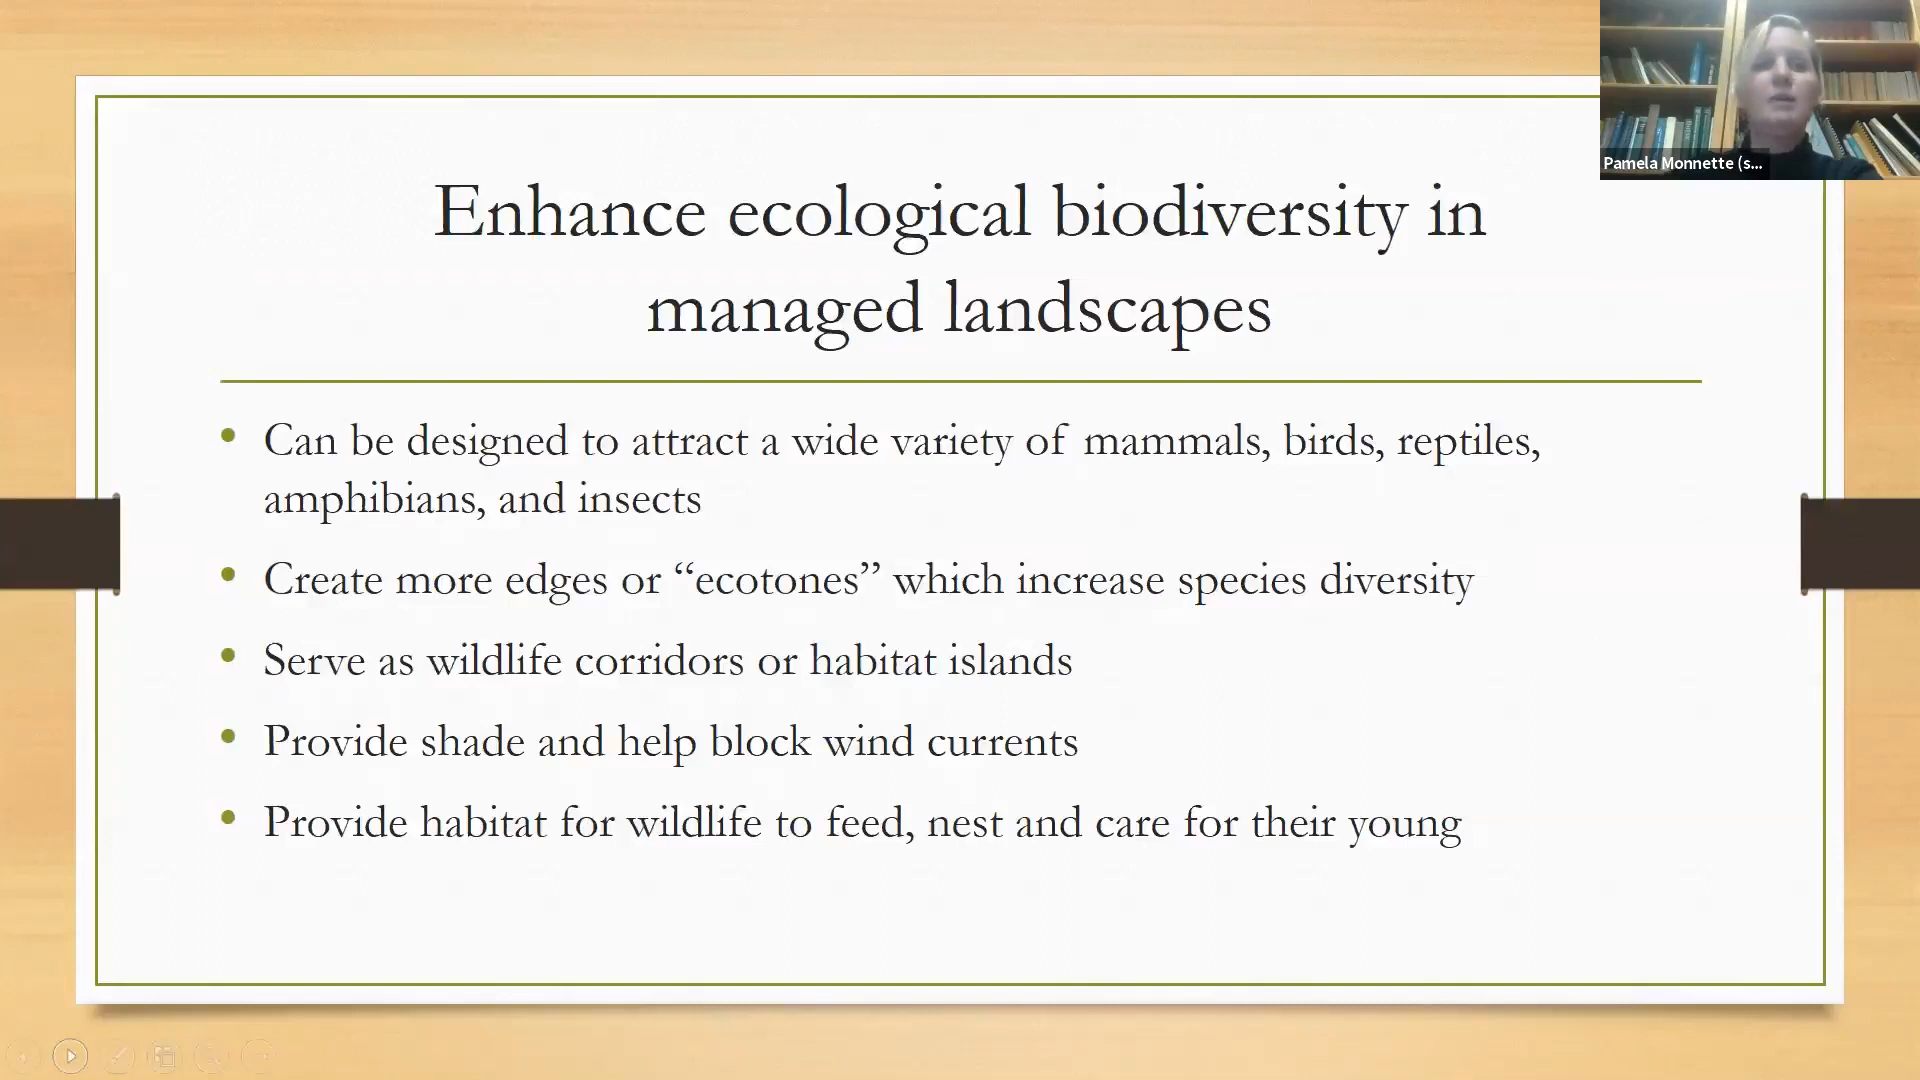 Pamela Monnette (s...
Enhance ecological biodiversity in
managed landscapes
• Can be designed to attract a wide variety of mammals, birds, reptiles,
amphibians, and insects
• Create more edges or “ecotones” which increase species diversity
• Serve as wildlife corridors or habitat islands
• Provide shade and help block wind currents
• Provide habitat for wildlife to feed, nest and care for their young